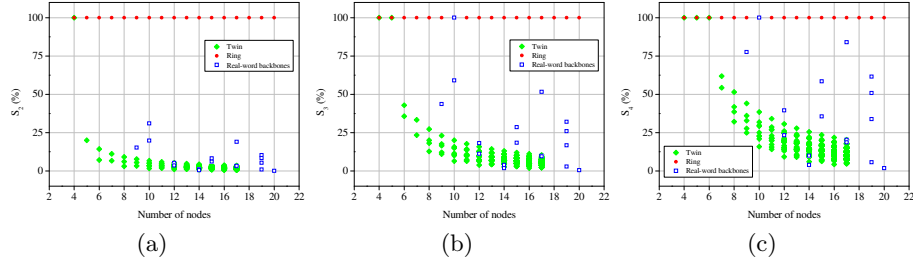 100
75
50
25
0
S2 (%)
Twin
Ring
Real-word backbones
2 4 6 8 10 12 14 16 18 20 22
Number of nodes
(a)
100
75
50
25
0
S3 (%)
Twin
Ring
Real-word backbones
2 4 6 8 10 12 14 16 18 20 22
Number of nodes
(b)
100
75
50
25
0
S4 (%)
Twin
Ring
Real-word backbones
2 4 6 8 10 12 14 16 18 20 22
Number of nodes
(c)